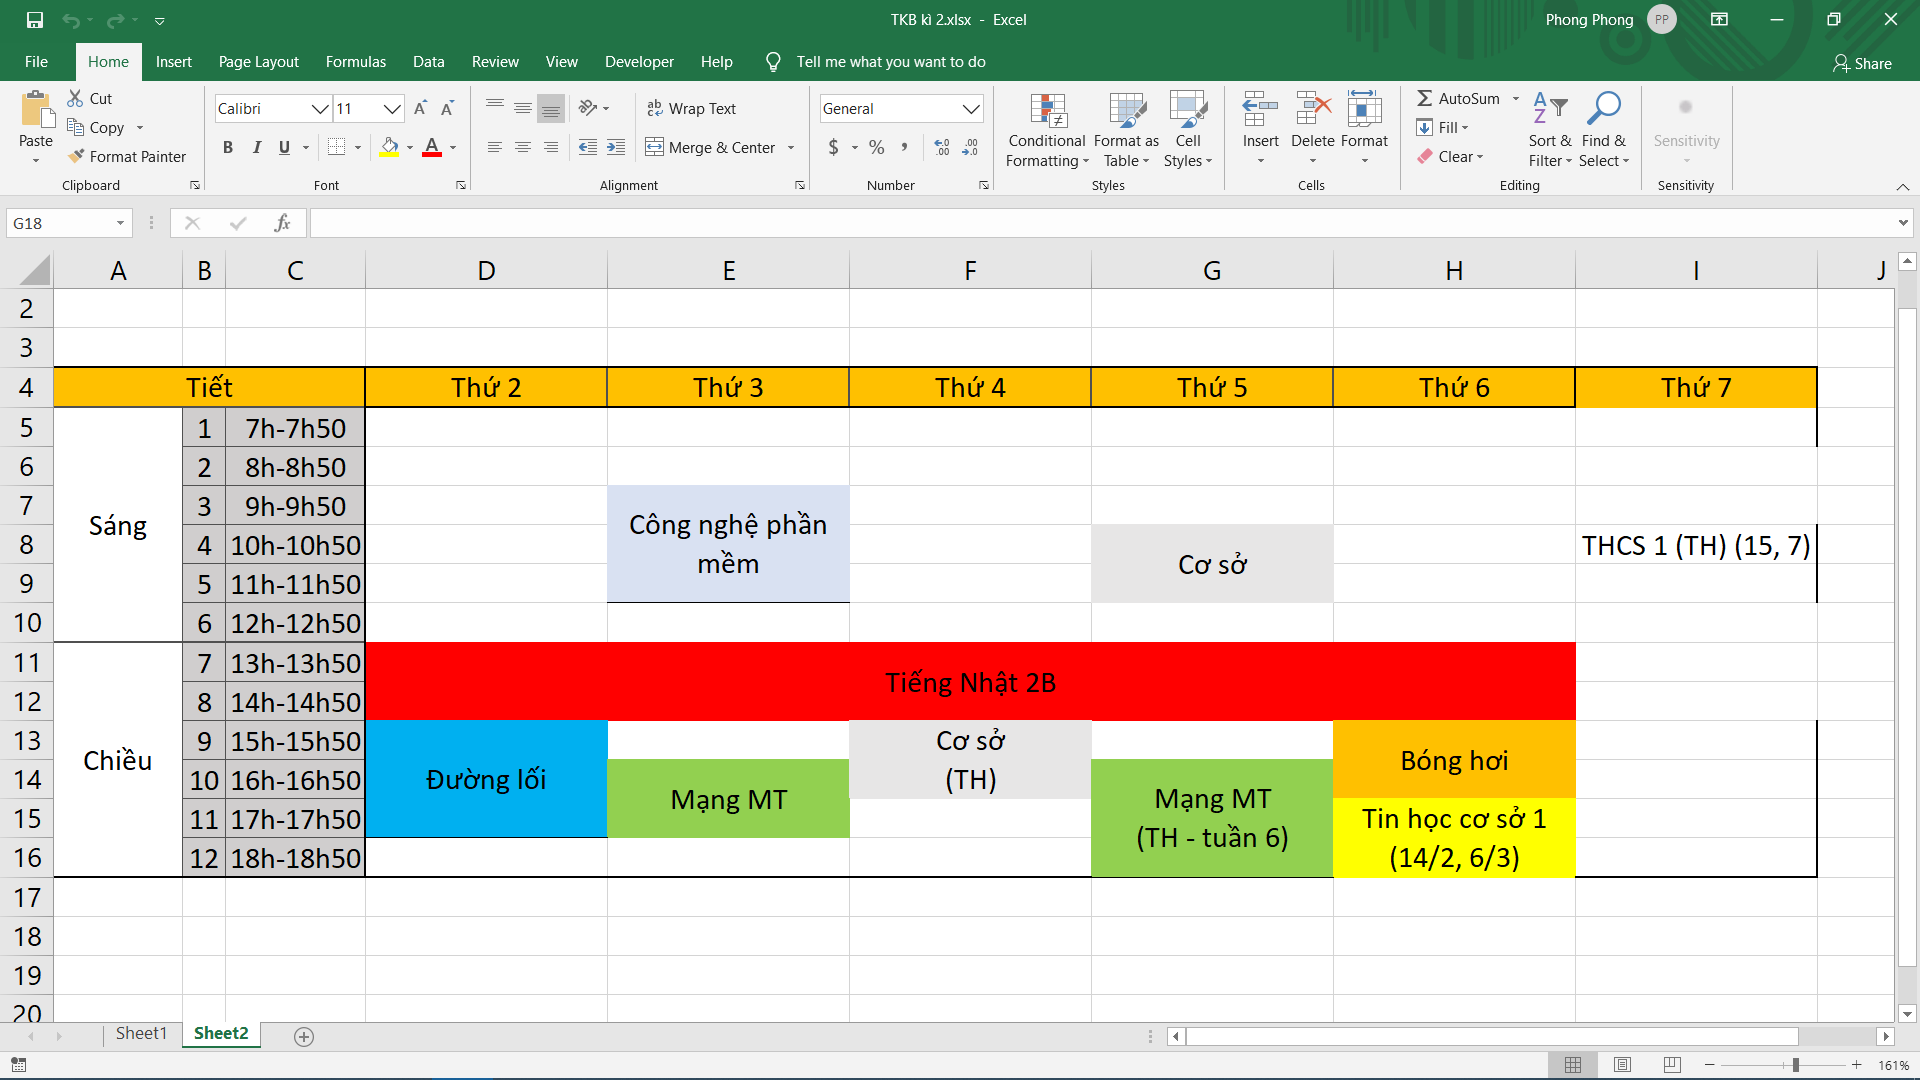 TKB kì 2.xlsx - Excel
Phong Phong
PP
File
Home
Insert
Page Layout
Formulas
Data
Review
View
Developer
Help
Tell me what you want to do
Share
Paste
Cut
Copy
Format Painter
Clipboard
Calibri
11
B I U
A
Font
Wrap Text
Merge & Center
Alignment
General
$ % ,
Number
Conditional Formatting
Format as Table
Cell Styles
Styles
Insert
Delete
Format
Cells
AutoSum
Fill
Clear
Sort & Filter
Find & Select
Editing
Sensitivity
Sensitivity
G18
fx
A B C D E F G H I J
2
3
4 Tiết Thứ 2 Thứ 3 Thứ 4 Thứ 5 Thứ 6 Thứ 7
5 1 7h-7h50
6 2 8h-8h50
7 3 9h-9h50
Sáng
Công nghệ phần
mềm
8 4 10h-10h50 THCS 1 (TH) (15, 7)
Cơ sở
9 5 11h-11h50
10 6 12h-12h50
11 7 13h-13h50
Tiếng Nhật 2B
12 8 14h-14h50
13 9 15h-15h50 Cơ sở
Chiều
Bóng hơi
14 10 16h-16h50 Đường lối (TH)
Mạng MT
Mạng MT
15 11 17h-17h50 Tin học cơ sở 1
(TH - tuần 6)
16 12 18h-18h50 (14/2, 6/3)
17
18
19
20
Sheet1
Sheet2
161%